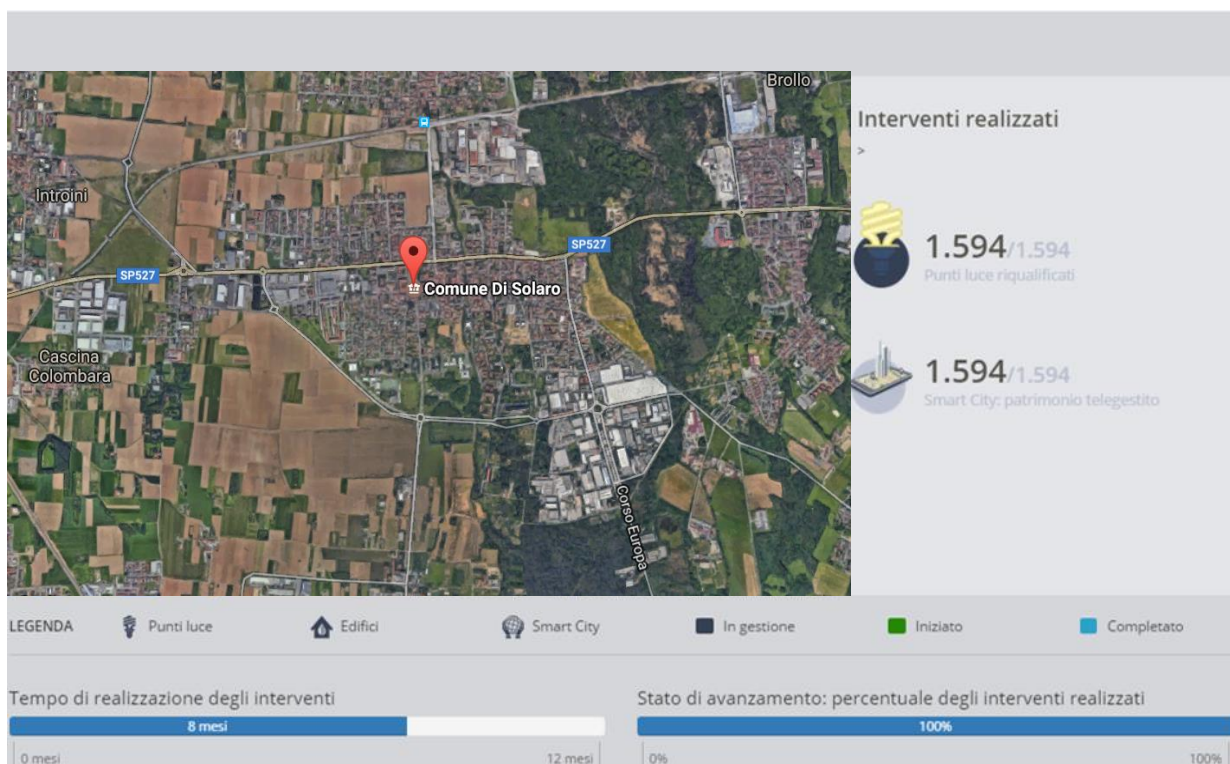 Brollo
Interventi realizzati
>
Introini
1.594/1.594
Punti luce riqualificati
SP527
SP527
Comune Di Solaro
Cascina
Colombara
1.594/1.594
Smart City: patrimonio telegestito
Corso Europa
LEGENDA
Punti luce
Edifici
Smart City
In gestione
Iniziato
Completato
Tempo di realizzazione degli interventi
8 mesi
0 mesi
12 mesi
Stato di avanzamento: percentuale degli interventi realizzati
100%
0%
100%